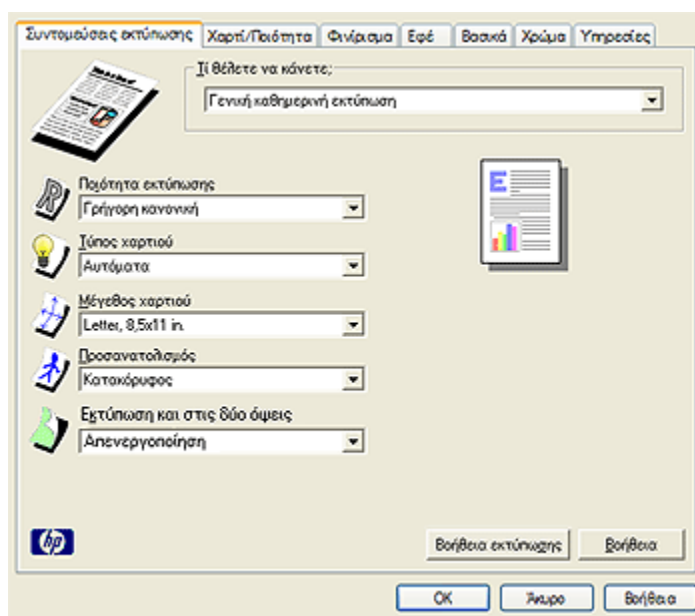 Συντομεύσεις εκτύπωσης Χαρτί/Ποιότητα Φινίρισμα Εφέ Βασικά Χρώμα Υπηρεσίες
Τί θέλετε να κάνετε;
Γενική καθημερινή εκτύπωση
Ποιότητα εκτύπωσης
Γρήγορη κανονική
Τύπος χαρτιού
Αυτόματα
Μέγεθος χαρτιού
Letter, 8,5x11 in.
Προσανατολισμός
Κατακόρυφος
Εκτύπωση και στις δύο όψεις
Απενεργοποίηση
E
hp
Βοήθεια εκτύπωσης Βοήθεια
OK Άκυρο Βοήθεια